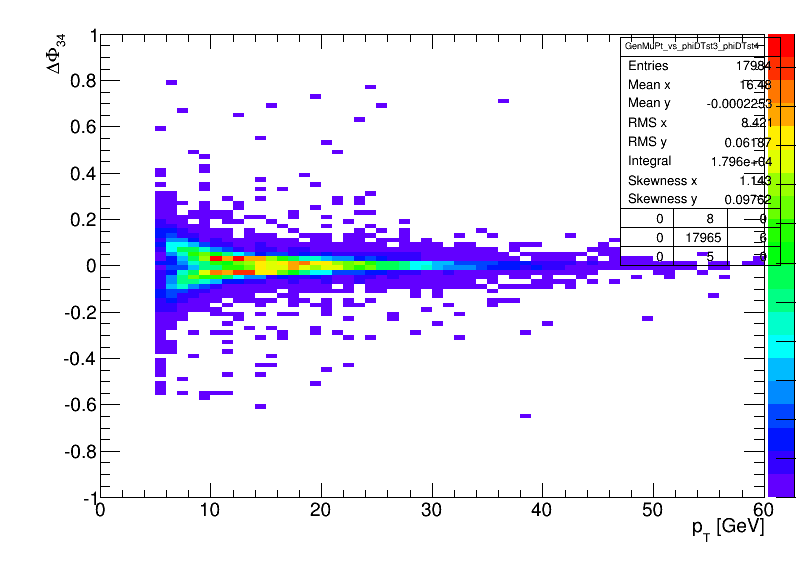 GenMuPt_vs_phiDTst3_phiDTst4
Entries 17984
Mean x 16.48
Mean y -0.0002253
RMS x 8.421
RMS y 0.06187
Integral 1.796e+04
Skewness x 1.143
Skewness y 0.09762
0 8 0
0 17965 6
0 5 0
ΔΦ34
1
0.8
0.6
0.4
0.2
0
-0.2
-0.4
-0.6
-0.8
-1
0 10 20 30 40 50 60
pT [GeV]